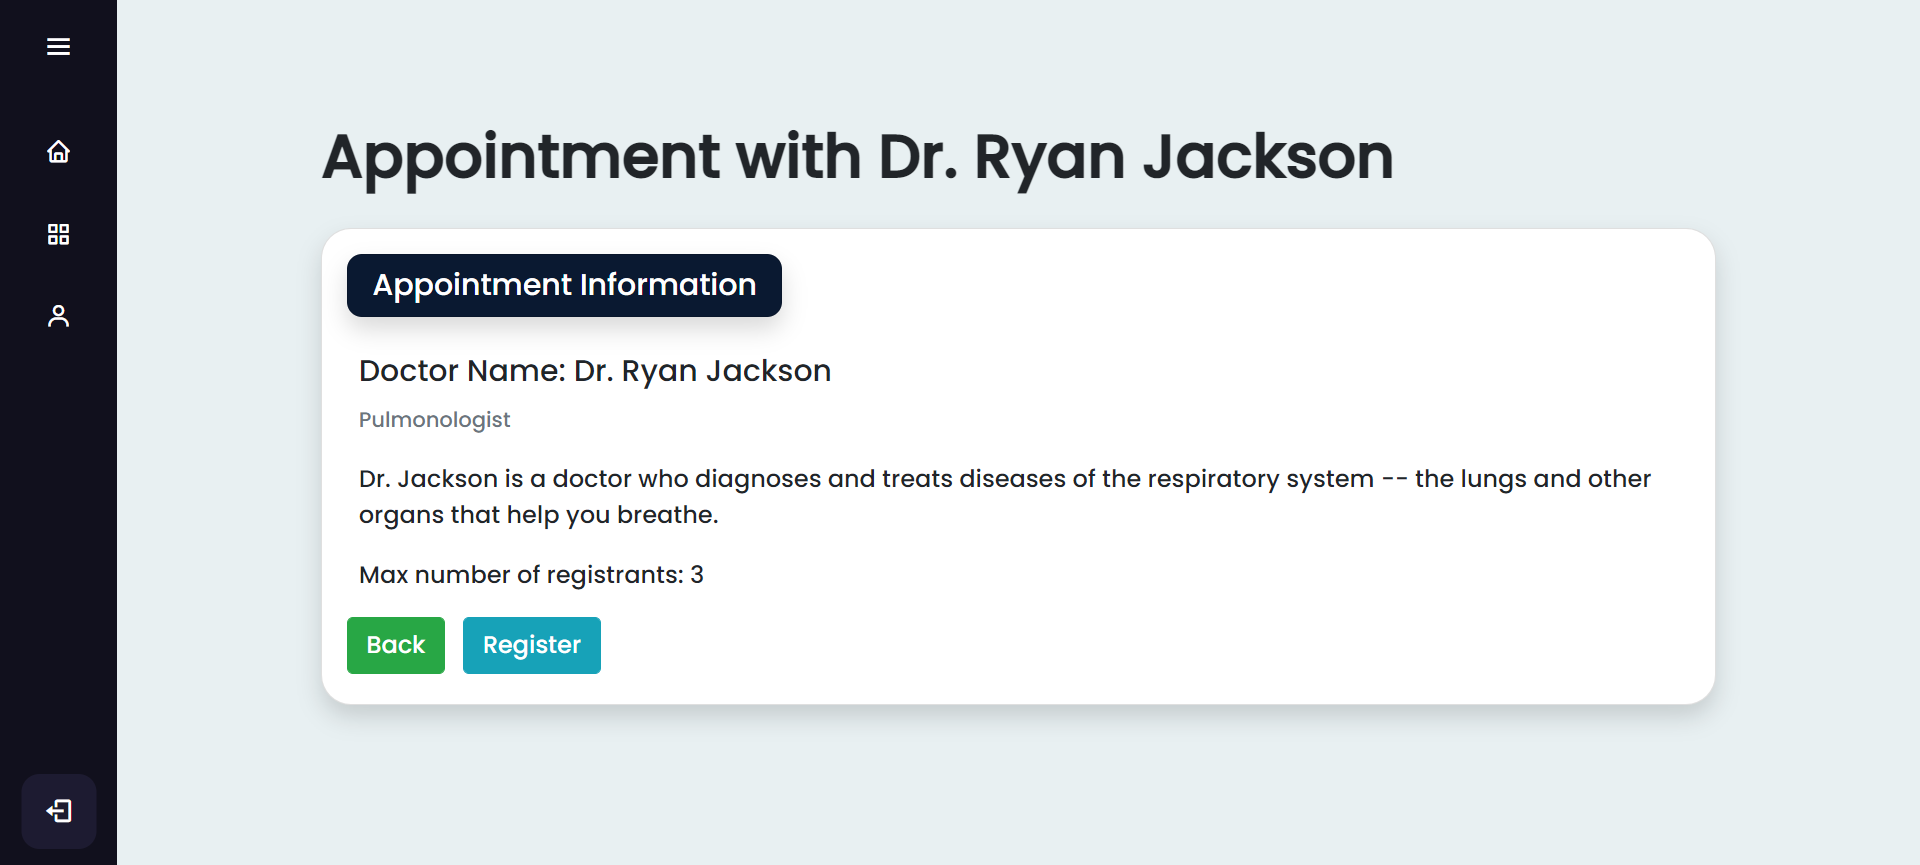 Appointment with Dr. Ryan Jackson
Appointment Information
Doctor Name: Dr. Ryan Jackson
Pulmonologist
Dr. Jackson is a doctor who diagnoses and treats diseases of the respiratory system -- the lungs and other
organs that help you breathe.
Max number of registrants: 3
Back Register